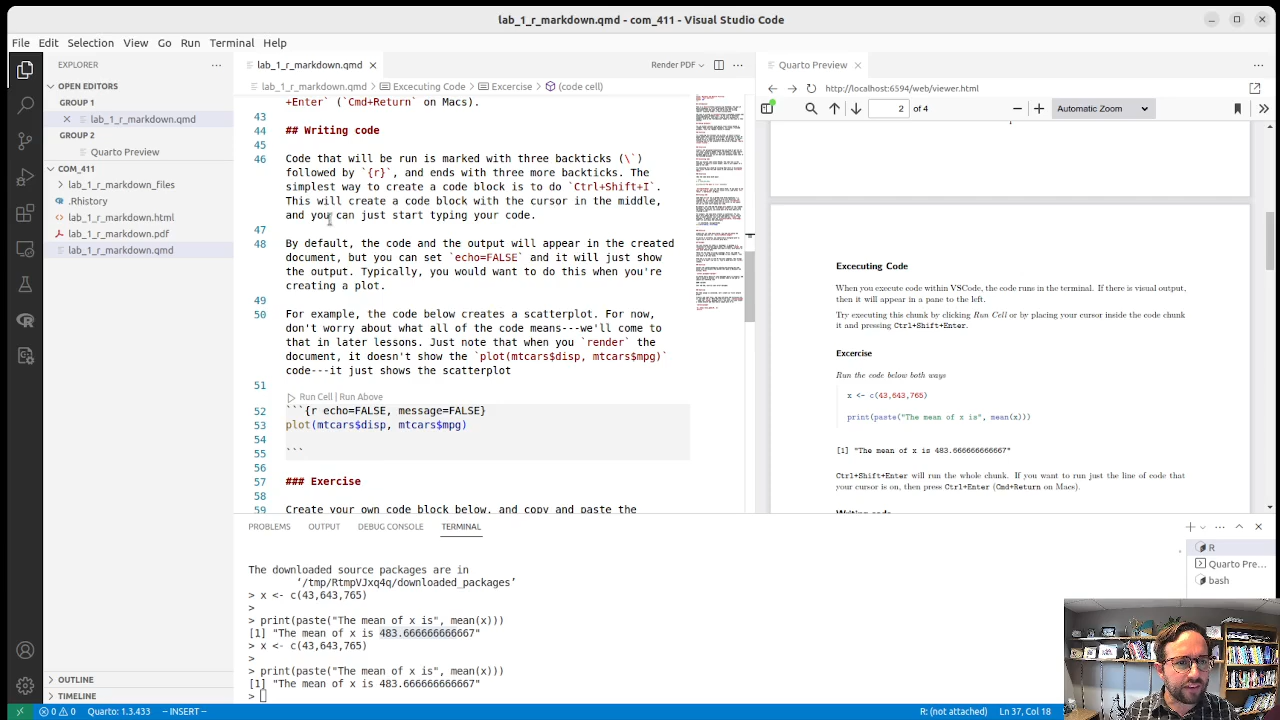 lab_1_r_markdown.qmd - com_411 - Visual Studio Code
File Edit Selection View Go Run Terminal Help
EXPLORER
OPEN EDITORS
GROUP 1
lab_1_r_markdown.qmd
GROUP 2
Quarto Preview
COM_411
lab_1_r_markdown_files
.Rhistory
lab_1_r_markdown.html
lab_1_r_markdown.pdf
lab_1_r_markdown.qmd
OUTLINE
TIMELINE
lab_1_r_markdown.qmd
Render PDF
lab_1_r_markdown.qmd > Excecuting Code > Excercise > (code cell)
+Enter` (`Cmd+Return` on Macs).
43
44 ## Writing code
45
46 Code that will be run is marked with three backticks (\`)
followed by `{r}`, and ends with three more backticks. The
simplest way to create a code block is to do `Ctrl+Shift+I`.
This will create a code block with the cursor in the middle,
and you can just start typing your code.
47
48 By default, the code and the output will appear in the created
document, but you can set `echo=FALSE` and it will just show
the output. Typically, you would want to do this when you're
creating a plot.
49
50 For example, the code below creates a scatterplot. For now,
don't worry about what all of the code means---we'll come to
that in later lessons. Just note that when you `render` the
document, it doesn't show the `plot(mtcars$disp, mtcars$mpg)`
code---it just shows the scatterplot
51
Run Cell | Run Above
52 ```{r echo=FALSE, message=FALSE}
53 plot(mtcars$disp, mtcars$mpg)
54
55 ```
56
57 ### Exercise
58
59 Create your own code block below, and copy and paste the
Quarto Preview
http://localhost:6594/web/viewer.html
2 of 4
Automatic Zoom
Excecuting Code
When you execute code within VSCode, the code runs in the terminal. If there is visual output,
then it will appear in a pane to the left.
Try executing this chunk by clicking Run Cell or by placing your cursor inside the code chunk
it and pressing Ctrl+Shift+Enter.
Excercise
Run the code below both ways
x <- c(43,643,765)
print(paste("The mean of x is", mean(x)))
[1] "The mean of x is 483.666666666667"
Ctrl+Shift+Enter will run the whole chunk. If you want to run just the line of code that
your cursor is on, then press Ctrl+Enter (Cmd+Return on Macs).
Writing code
PROBLEMS OUTPUT DEBUG CONSOLE TERMINAL
The downloaded source packages are in
‘/tmp/RtmpVJxq4q/downloaded_packages’
> x <- c(43,643,765)
>
> print(paste("The mean of x is", mean(x)))
[1] "The mean of x is 483.666666666667"
> x <- c(43,643,765)
>
> print(paste("The mean of x is", mean(x)))
[1] "The mean of x is 483.666666666667"
>
R
Quarto Pre...
bash
0 0 Quarto: 1.3.433 -- INSERT -- R: (not attached) Ln 37, Col 18